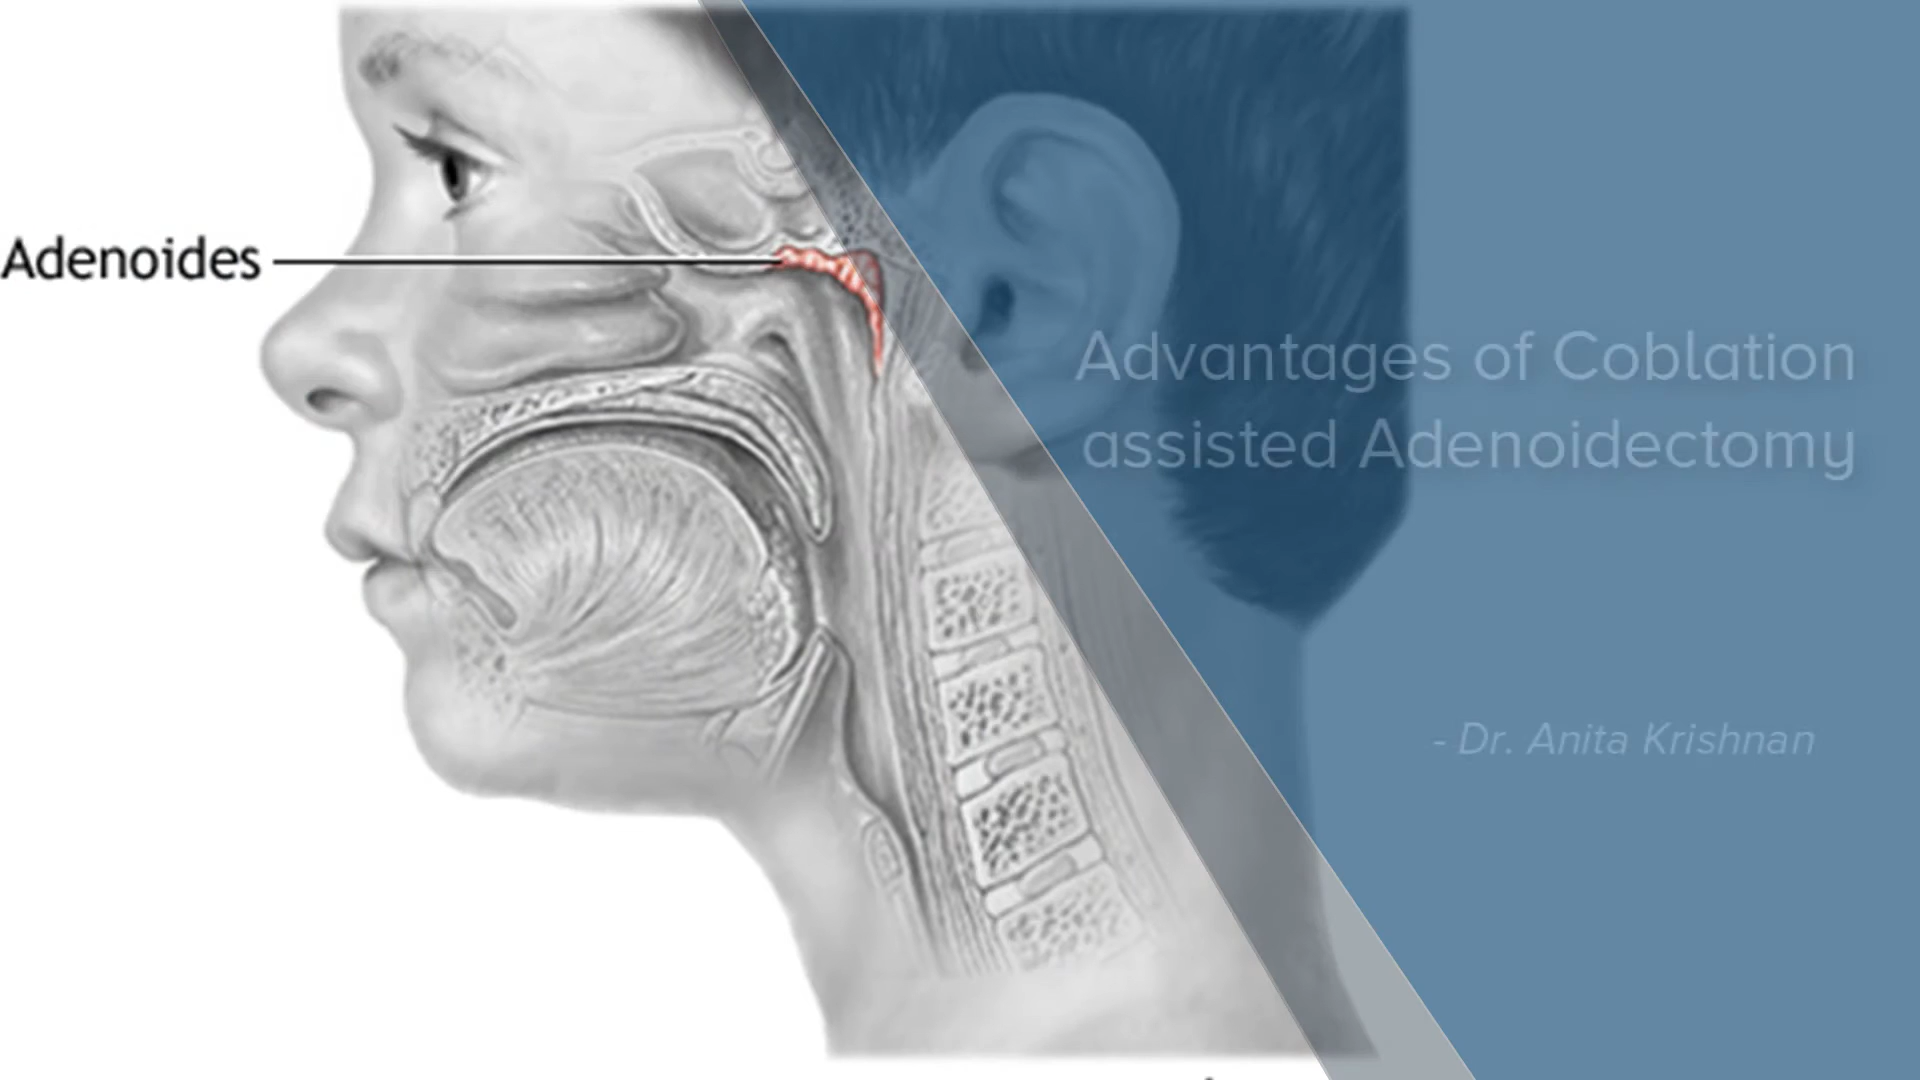 Adenoides
Advantages of Coblation
assisted Adenoidectomy
- Dr. Anita Krishnan